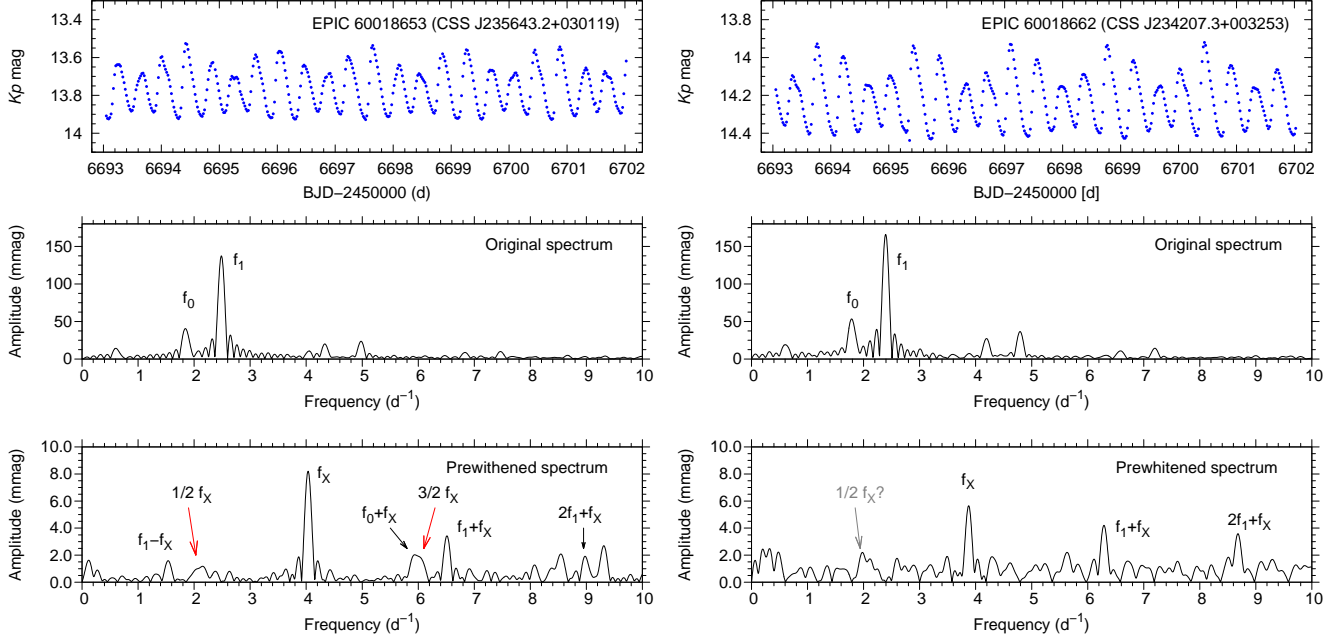 EPIC 60018653 (CSS J235643.2+030119)
Kp mag
13.4
13.6
13.8
14
6693 6694 6695 6696 6697 6698 6699 6700 6701 6702
BJD−2450000 (d)
Original spectrum
Amplitude (mmag)
150
100
50
0
f0
f1
0 1 2 3 4 5 6 7 8 9 10
Frequency (d−1)
Prewithened spectrum
Amplitude (mmag)
10.0
8.0
6.0
4.0
2.0
0.0
f1−fX
1/2 fX
fX
f0+fX
3/2 fX
f1+fX
2f1+fX
0 1 2 3 4 5 6 7 8 9 10
Frequency (d−1)
EPIC 60018662 (CSS J234207.3+003253)
Kp mag
13.8
14.0
14.2
14.4
6693 6694 6695 6696 6697 6698 6699 6700 6701 6702
BJD−2450000 [d]
Original spectrum
Amplitude (mmag)
150
100
50
0
f0
f1
0 1 2 3 4 5 6 7 8 9 10
Frequency (d−1)
Prewhitened spectrum
Amplitude (mmag)
10.0
8.0
6.0
4.0
2.0
0.0
1/2 fX?
fX
f1+fX
2f1+fX
0 1 2 3 4 5 6 7 8 9 10
Frequency (d−1)